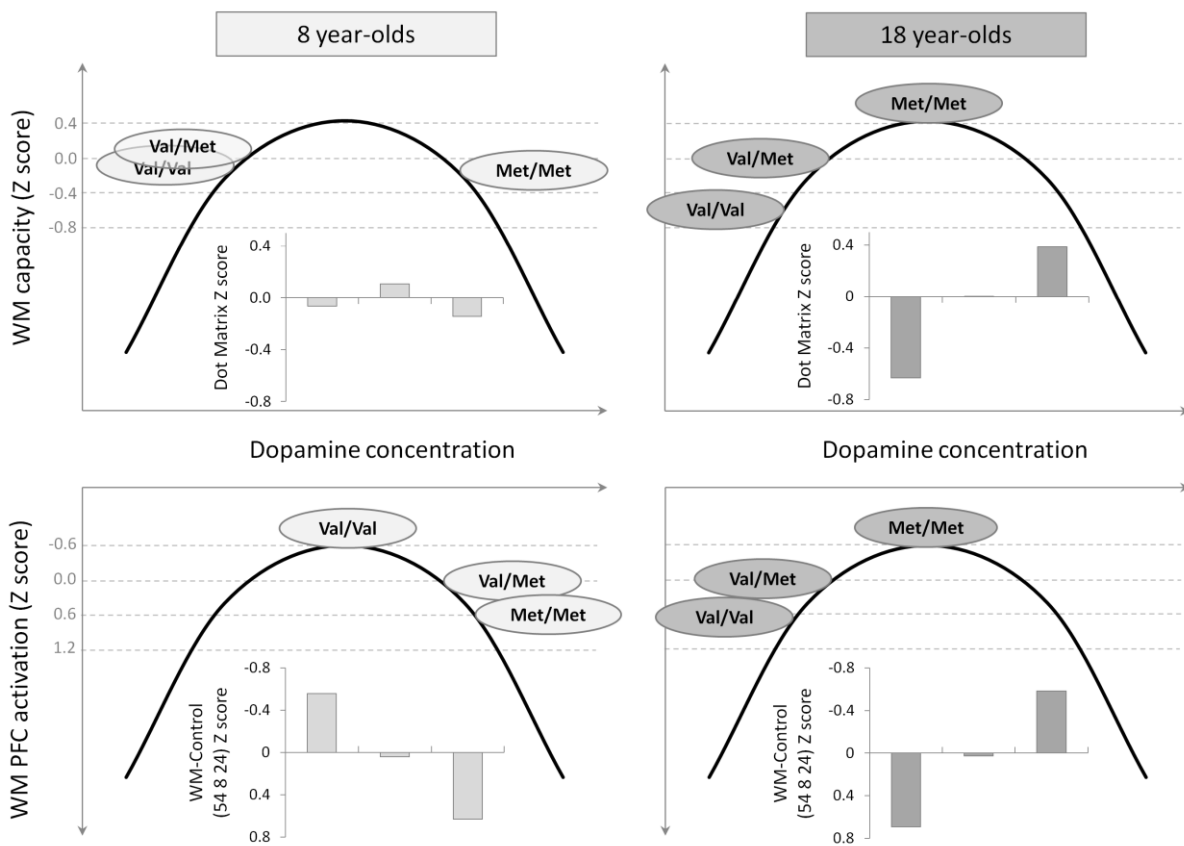 8 year-olds
18 year-olds
WM capacity (Z score)
0.4
0.0
-0.4
-0.8
Val/Met
Val/Val
Met/Met
Dot Matrix Z score
0.4
0.0
-0.4
-0.8
Met/Met
Val/Met
Val/Val
Dot Matrix Z score
0.4
0
-0.4
-0.8
Dopamine concentration
Dopamine concentration
WM PFC activation (Z score)
-0.6
0.0
0.6
1.2
Val/Val
Val/Met
Met/Met
WM-Control
(54 8 24) Z score
-0.8
-0.4
0
0.4
0.8
Met/Met
Val/Met
Val/Val
WM-Control
(54 8 24) Z score
-0.8
-0.4
0
0.4
0.8